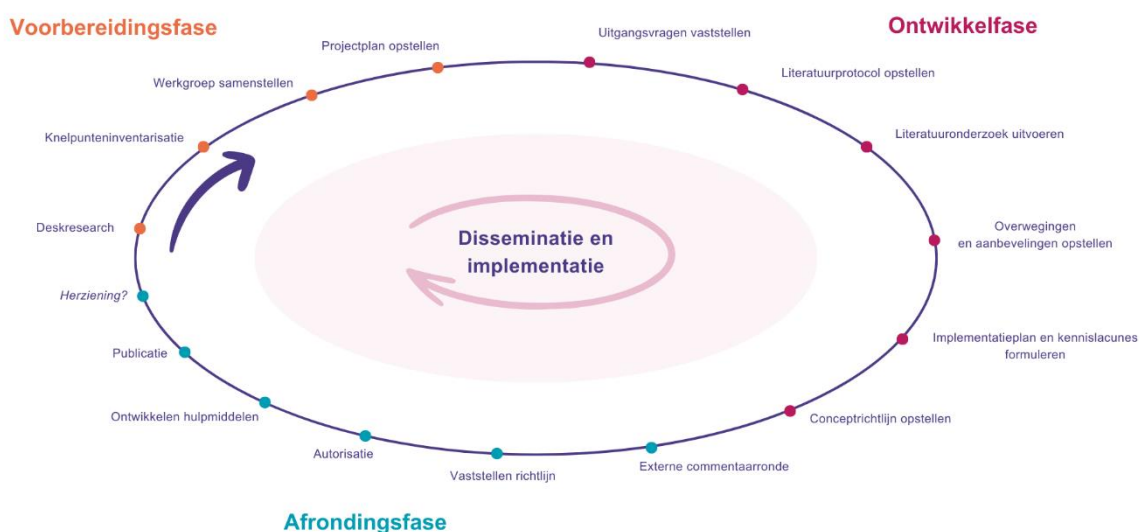 Voorbereidingsfase
Deskresearch
Knelpunteninventarisatie
Werkgroep samenstellen
Projectplan opstellen
Ontwikkelfase
Uitgangsvragen vaststellen
Literatuurprotocol opstellen
Literatuuronderzoek uitvoeren
Overwegingen
en aanbevelingen opstellen
Implementatieplan en kennislacunes
formuleren
Conceptrichtlijn opstellen
Afrondingsfase
Externe commentaarronde
Vaststellen richtlijn
Autorisatie
Ontwikkelen hulpmiddelen
Publicatie
Herziening?
Disseminatie en
implementatie